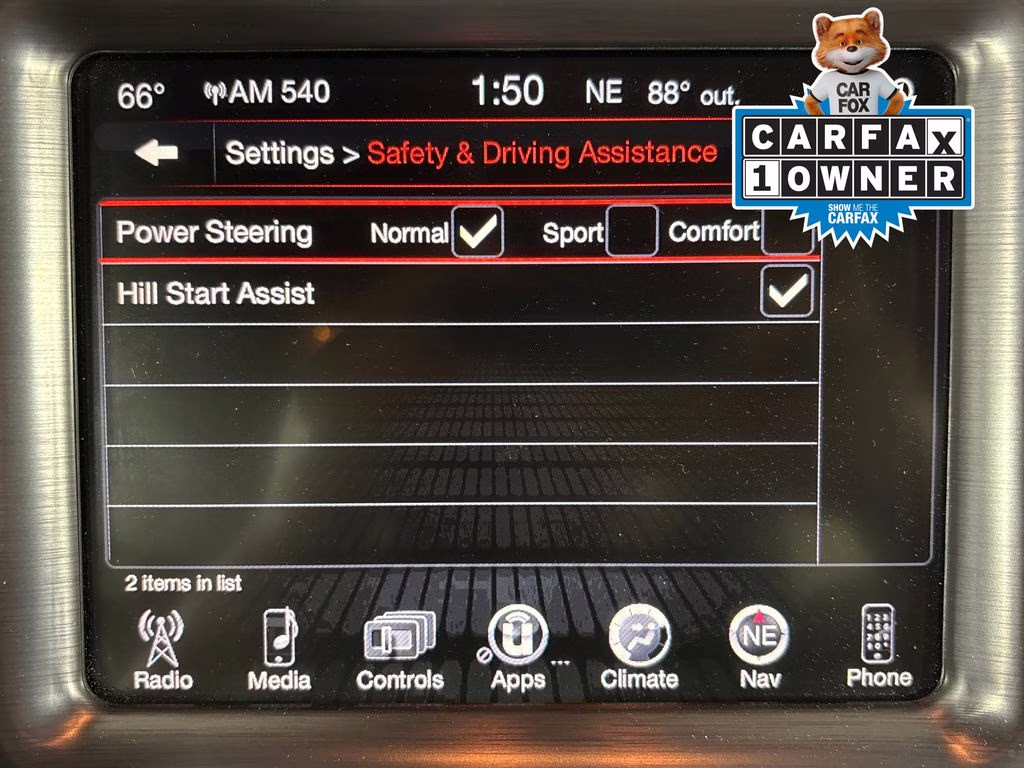 66° AM 540 1:50 NE 88° out.
CAR
FOX
CARFAX
1 OWNER
SHOW ME THE
CARFAX
Settings > Safety & Driving Assistance
Power Steering Normal Sport Comfort
Hill Start Assist
2 items in list
NE
Radio Media Controls Apps ... Climate Nav Phone